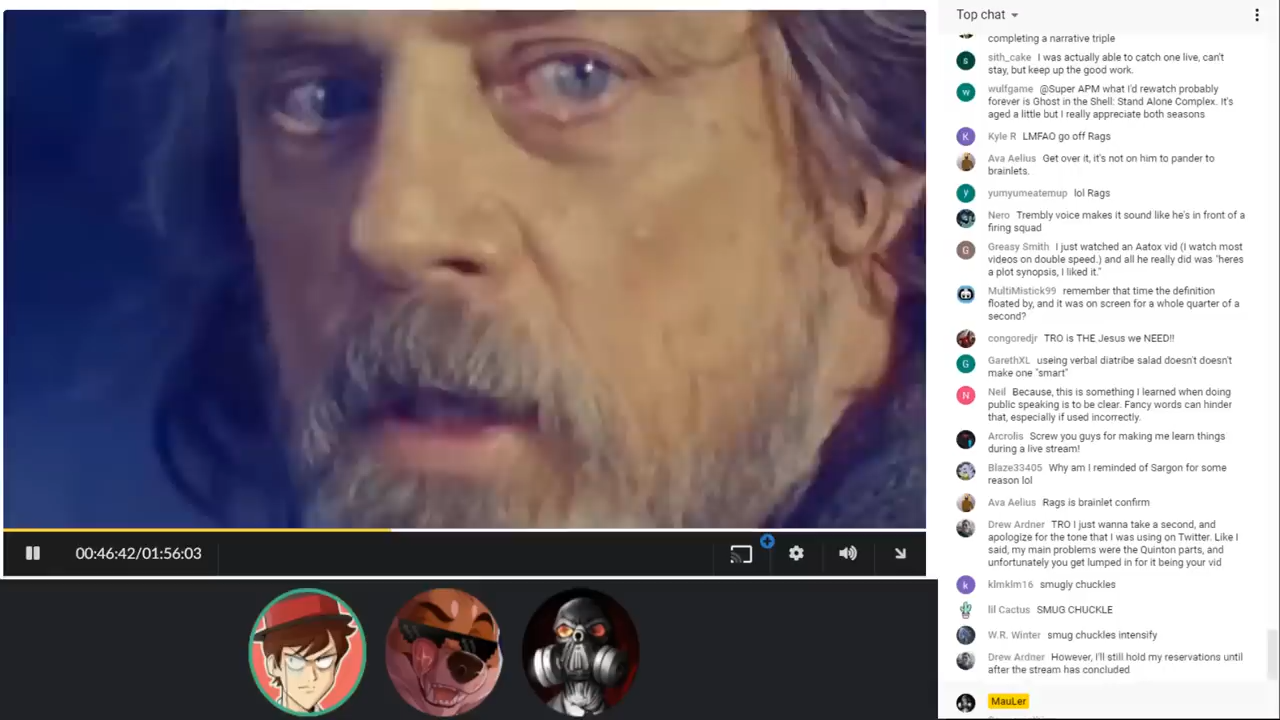 Top chat
completing a narrative triple
sith_cake I was actually able to catch one live, can't
stay, but keep up the good work.
wulfgame @Super APM what I'd rewatch probably
forever is Ghost in the Shell: Stand Alone Complex. It's
aged a little but I really appreciate both seasons
Kyle R LMFAO go off Rags
Ava Aelius Get over it, it's not on him to pander to
brainlets.
yumyumeatemup lol Rags
Nero Trembly voice makes it sound like he's in front of a
firing squad
Greasy Smith I just watched an Aatox vid (I watch most
videos on double speed.) and all he really did was "heres
a plot synopsis, I liked it."
MultiMistick99 remember that time the definition
floated by, and it was on screen for a whole quarter of a
second?
congoredjr TRO is THE Jesus we NEED!!
GarethXL useing verbal diatribe salad doesn't doesn't
make one "smart"
Neil Because, this is something I learned when doing
public speaking is to be clear. Fancy words can hinder
that, especially if used incorrectly.
Arcrolis Screw you guys for making me learn things
during a live stream!
Blaze33405 Why am I reminded of Sargon for some
reason lol
Ava Aelius Rags is brainlet confirm
Drew Ardner TRO I just wanna take a second, and
apologize for the tone that I was using on Twitter. Like I
said, my main problems were the Quinton parts, and
unfortunately you get lumped in for it being your vid
klmklm16 smugly chuckles
lil Cactus SMUG CHUCKLE
W.R. Winter smug chuckles intensify
Drew Ardner However, I'll still hold my reservations until
after the stream has concluded
MauLer
00:46:42/01:56:03